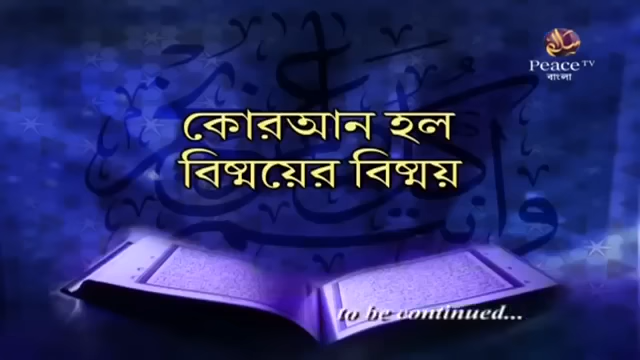 Peace TV
বাংলা
কোরআন হল
বিষ্ময়ের বিষ্ময়
to be continued...